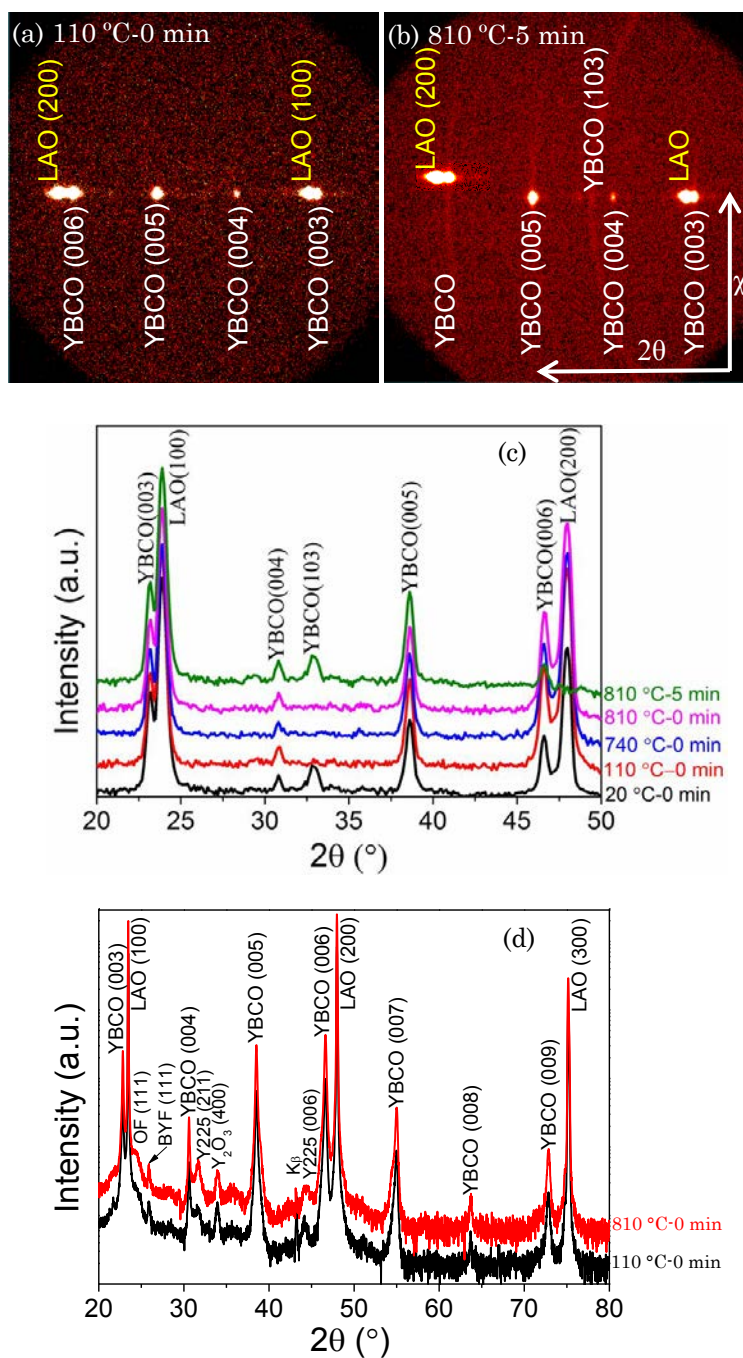 (a) 110 ºC-0 min
LAO (200)
LAO (100)
YBCO (006)
YBCO (005)
YBCO (004)
YBCO (003)
(b) 810 ºC-5 min
LAO (200)
YBCO (103)
LAO
YBCO
YBCO (005)
YBCO (004)
YBCO (003)
χ
2θ
(c)
Intensity (a.u.)
YBCO(003)
LAO(100)
YBCO(004)
YBCO(103)
YBCO(005)
YBCO(006)
LAO(200)
810 °C-5 min
810 °C-0 min
740 °C-0 min
110 °C--0 min
20 °C-0 min
20 25 30 35 40 45 50
2θ (°)
(d)
Intensity (a.u.)
YBCO (003)
LAO (100)
OF (111)
BYF (111)
YBCO (004)
Y225 (211)
Y₂O₃ (400)
YBCO (005)
Kβ
Y225 (006)
YBCO (006)
LAO (200)
YBCO (007)
YBCO (008)
YBCO (009)
LAO (300)
810 °C-0 min
110 °C-0 min
20 30 40 50 60 70 80
2θ (°)